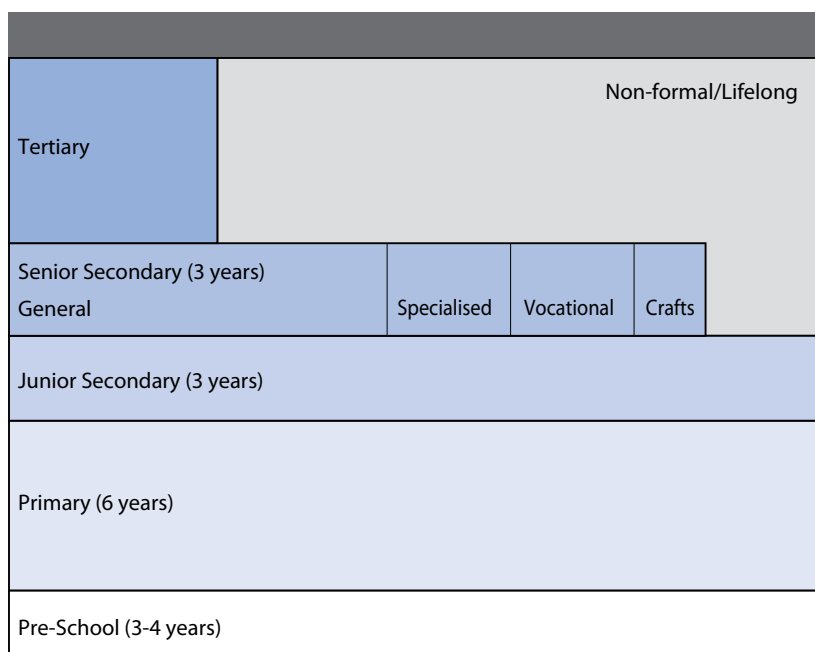 Non-formal/Lifelong
Tertiary
Senior Secondary (3 years)
General
Specialised
Vocational
Crafts
Junior Secondary (3 years)
Primary (6 years)
Pre-School (3-4 years)